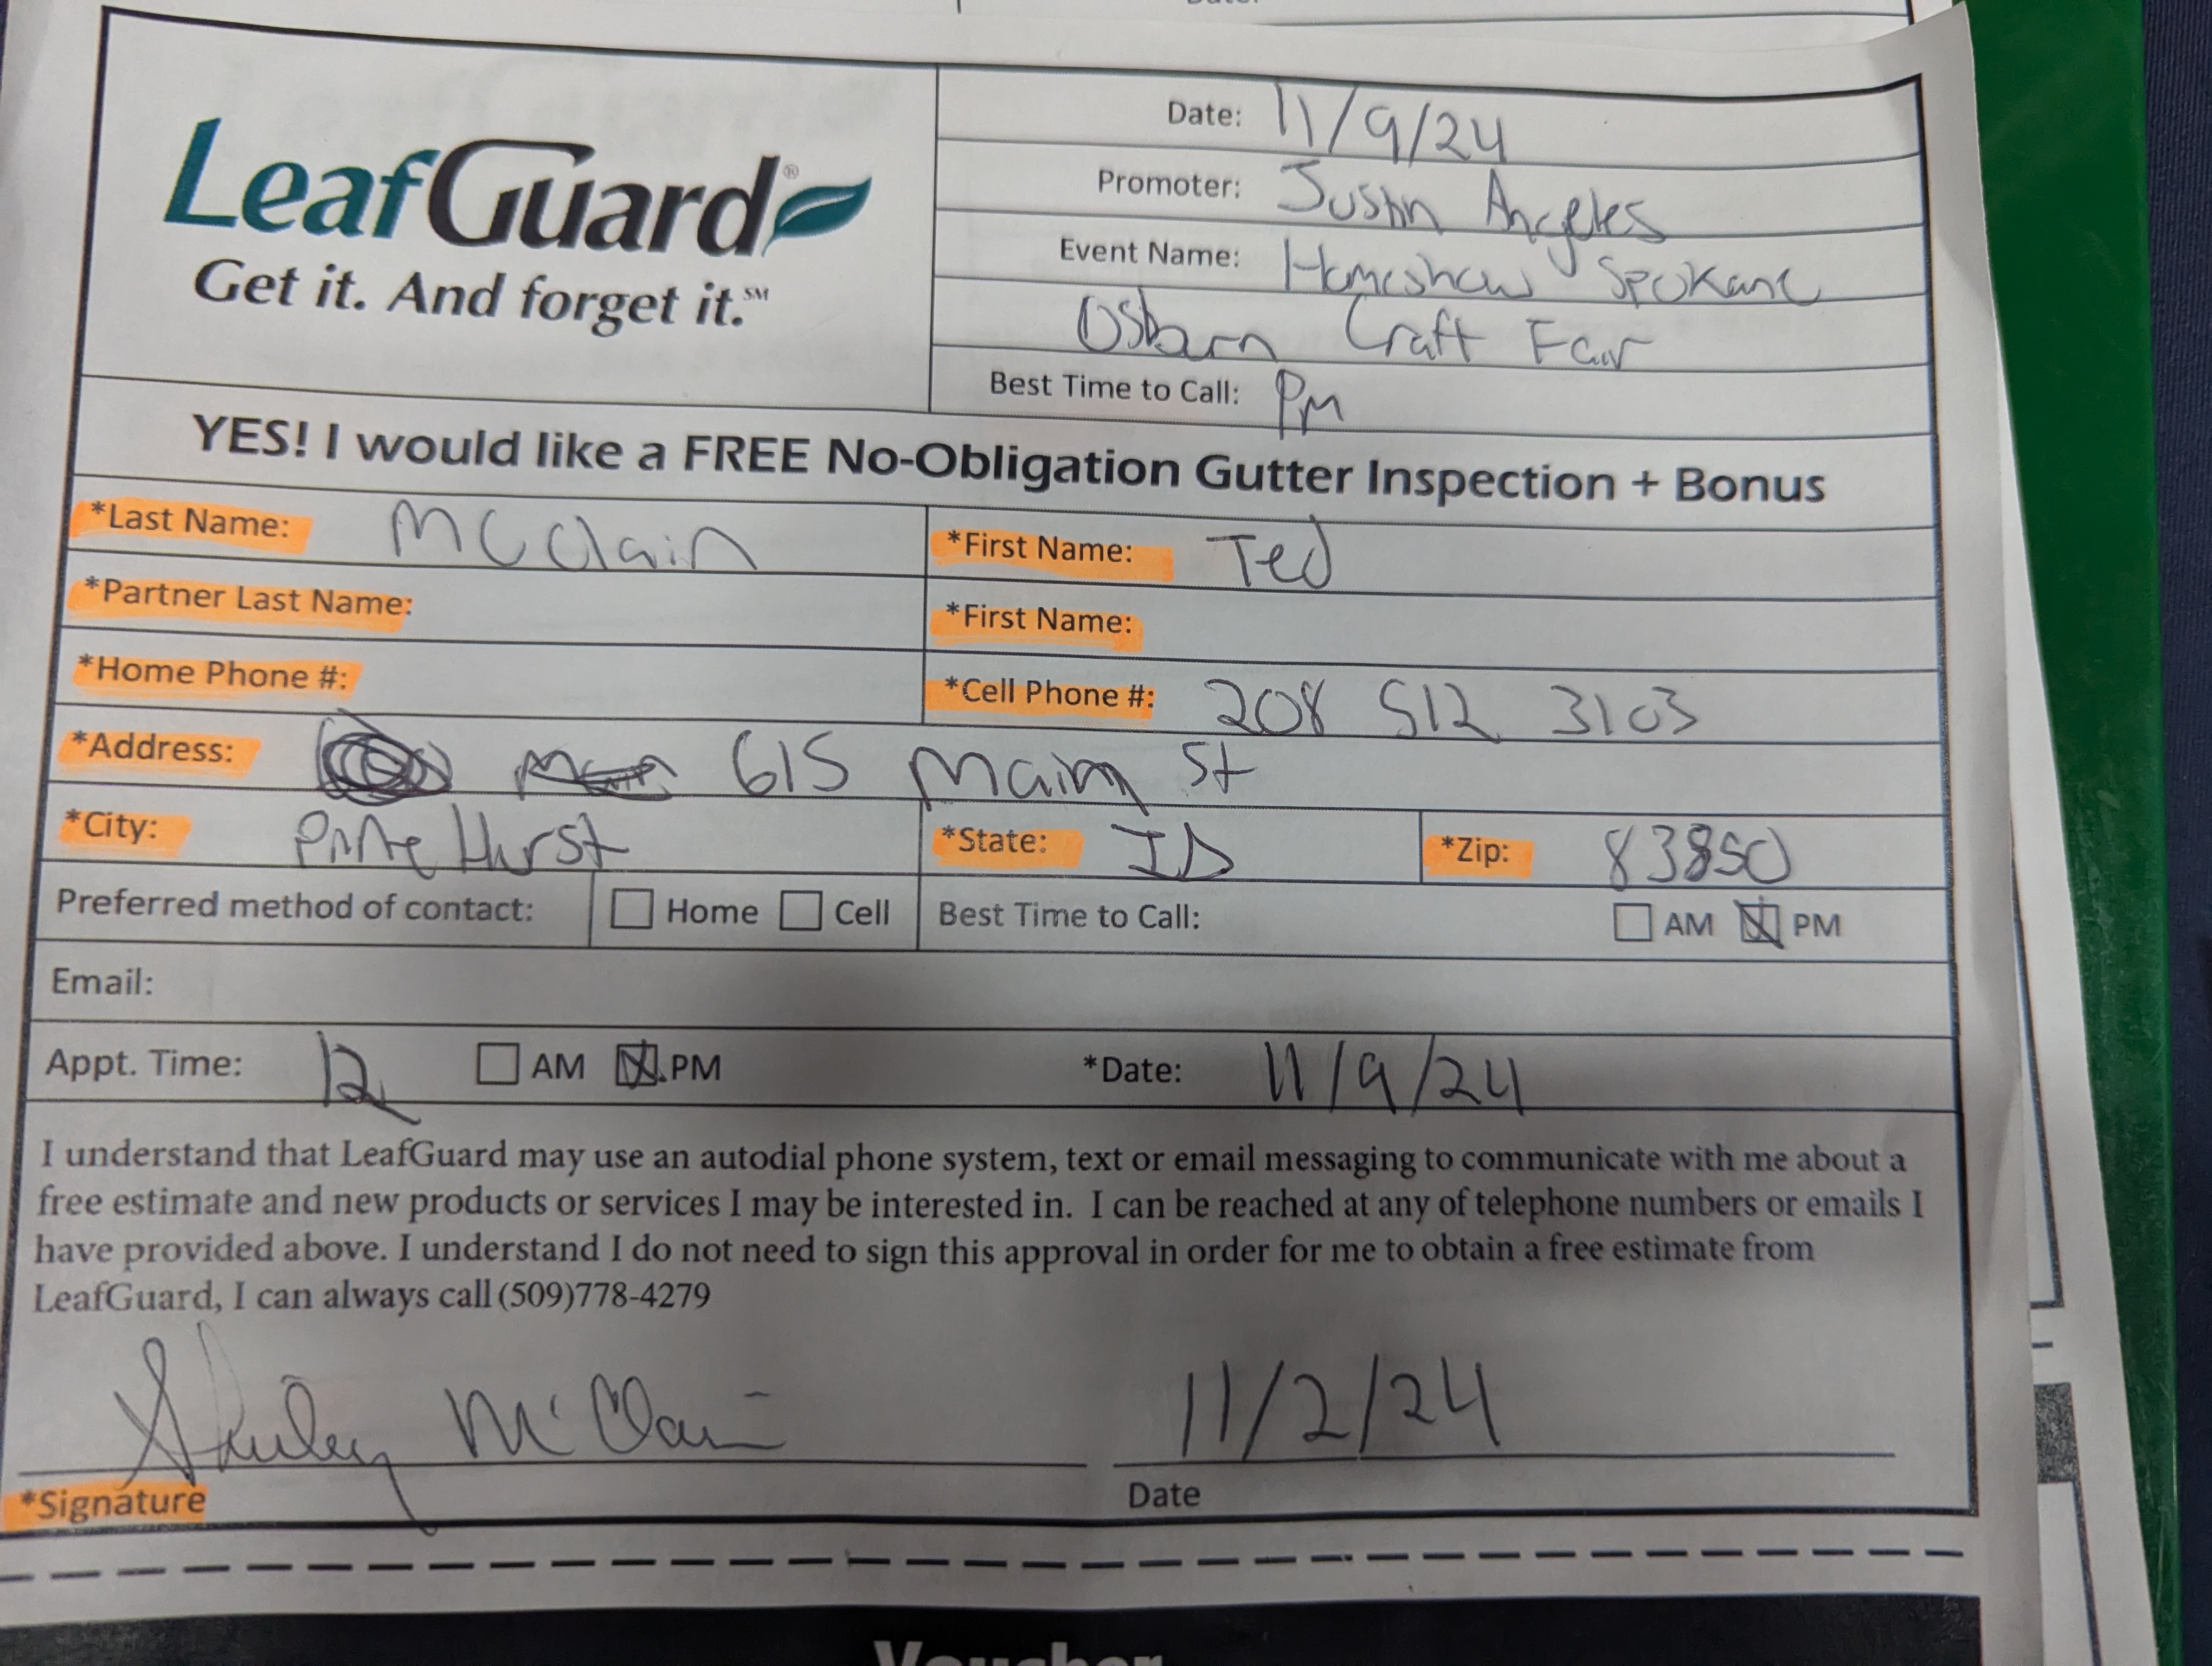 LeafGuard®
Get it. And forget it.℠
Date: 11/9/24
Promoter: Justin Angeles
Event Name: Homeshow Spokane
Osburn Craft Fair
Best Time to Call: PM
YES! I would like a FREE No-Obligation Gutter Inspection + Bonus
*Last Name: McClain *First Name: Ted
*Partner Last Name: *First Name:
*Home Phone #: *Cell Phone #: 208 512 3103
*Address: 615 Main St
*City: Pine Hurst *State: ID *Zip: 83850
Preferred method of contact: Home Cell Best Time to Call: AM PM
Email:
Appt. Time: 12 AM PM *Date: 11/9/24
I understand that LeafGuard may use an autodial phone system, text or email messaging to communicate with me about a
free estimate and new products or services I may be interested in. I can be reached at any of telephone numbers or emails I
have provided above. I understand I do not need to sign this approval in order for me to obtain a free estimate from
LeafGuard, I can always call (509)778-4279
Shirley McClain 11/2/24
*Signature Date
Voucher